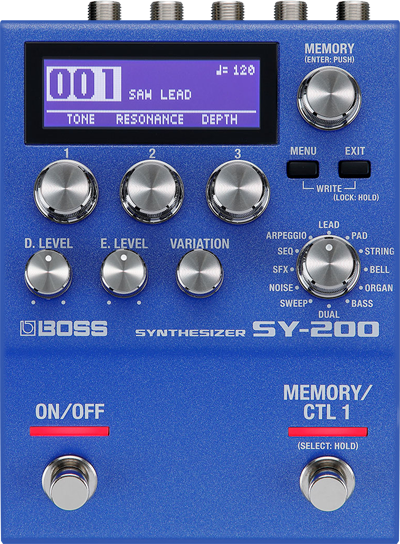 001 SAW LEAD ♩= 120
TONE RESONANCE DEPTH
MEMORY
(ENTER: PUSH)
1 2 3
MENU EXIT
WRITE
(LOCK: HOLD)
D. LEVEL E. LEVEL VARIATION
LEAD
ARPEGGIO PAD
SEQ STRING
SFX BELL
NOISE ORGAN
SWEEP BASS
DUAL
BOSS SYNTHESIZER SY-200
ON/OFF
MEMORY/
CTL 1
(SELECT: HOLD)